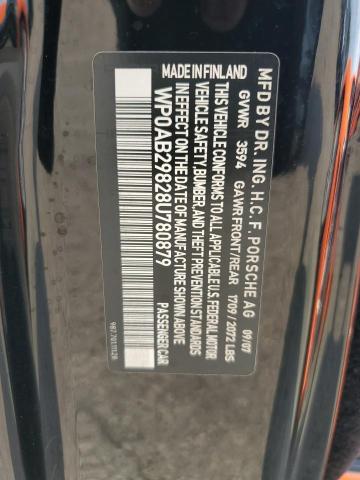 MFD BY DR. ING. H.C. F. PORSCHE AG
GVWR 3594 GAWR FRONT/REAR 1709 / 2072 LBS 09/07
THIS VEHICLE CONFORMS TO ALL APPLICABLE U.S. FEDERAL MOTOR
VEHICLE SAFETY, BUMPER, AND THEFT PREVENTION STANDARDS
IN EFFECT ON THE DATE OF MANUFACTURE SHOWN ABOVE
WP0AB29828U780879 PASSENGER CAR
MADE IN FINLAND